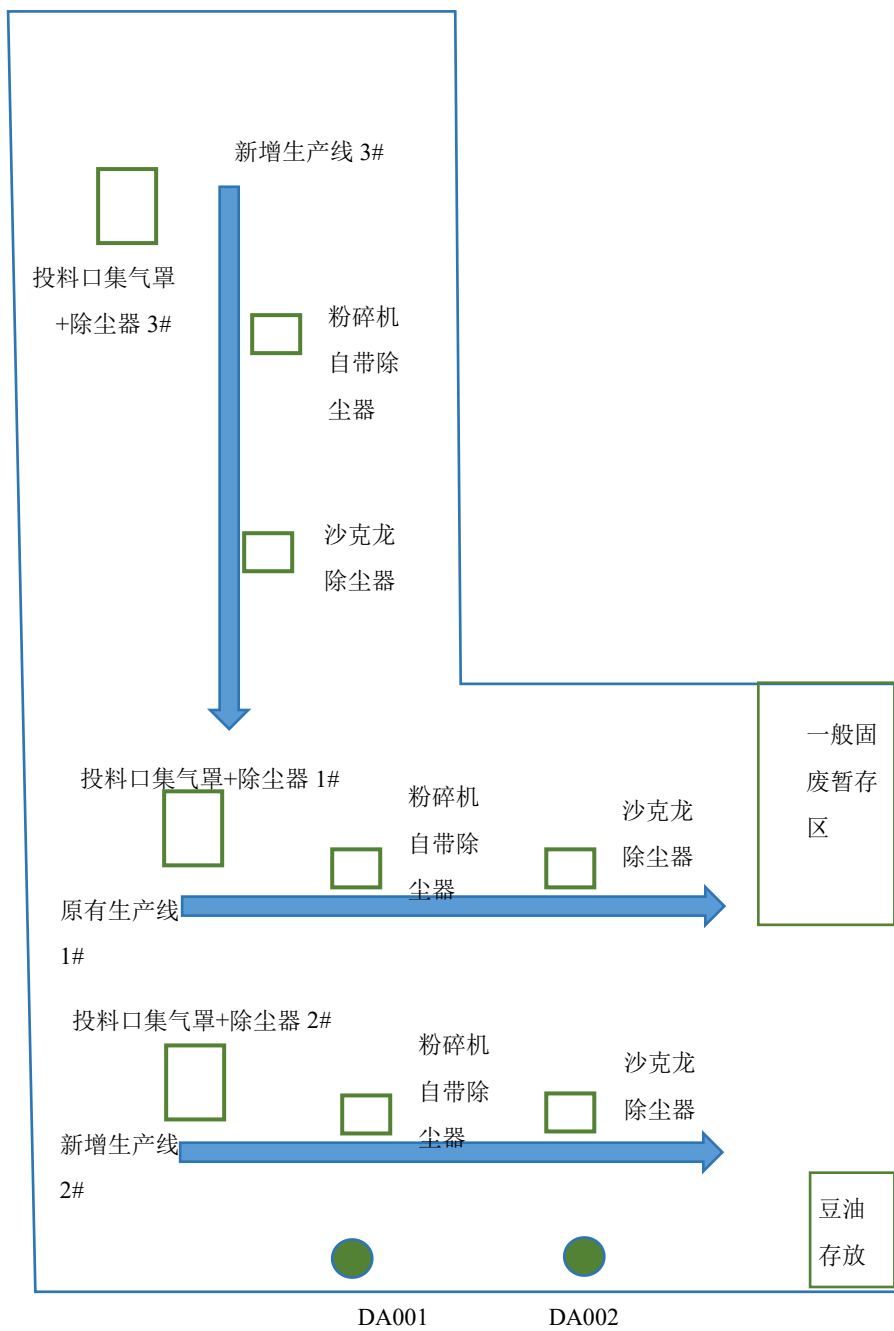 新增生产线 3#
投料口集气罩
+除尘器 3#
粉碎机
自带除
尘器
沙克龙
除尘器
一般固
废暂存
区
投料口集气罩+除尘器 1#
粉碎机
自带除
尘器
沙克龙
除尘器
原有生产线
1#
投料口集气罩+除尘器 2#
粉碎机
自带除
尘器
沙克龙
除尘器
新增生产线
2#
豆油
存放
DA001
DA002